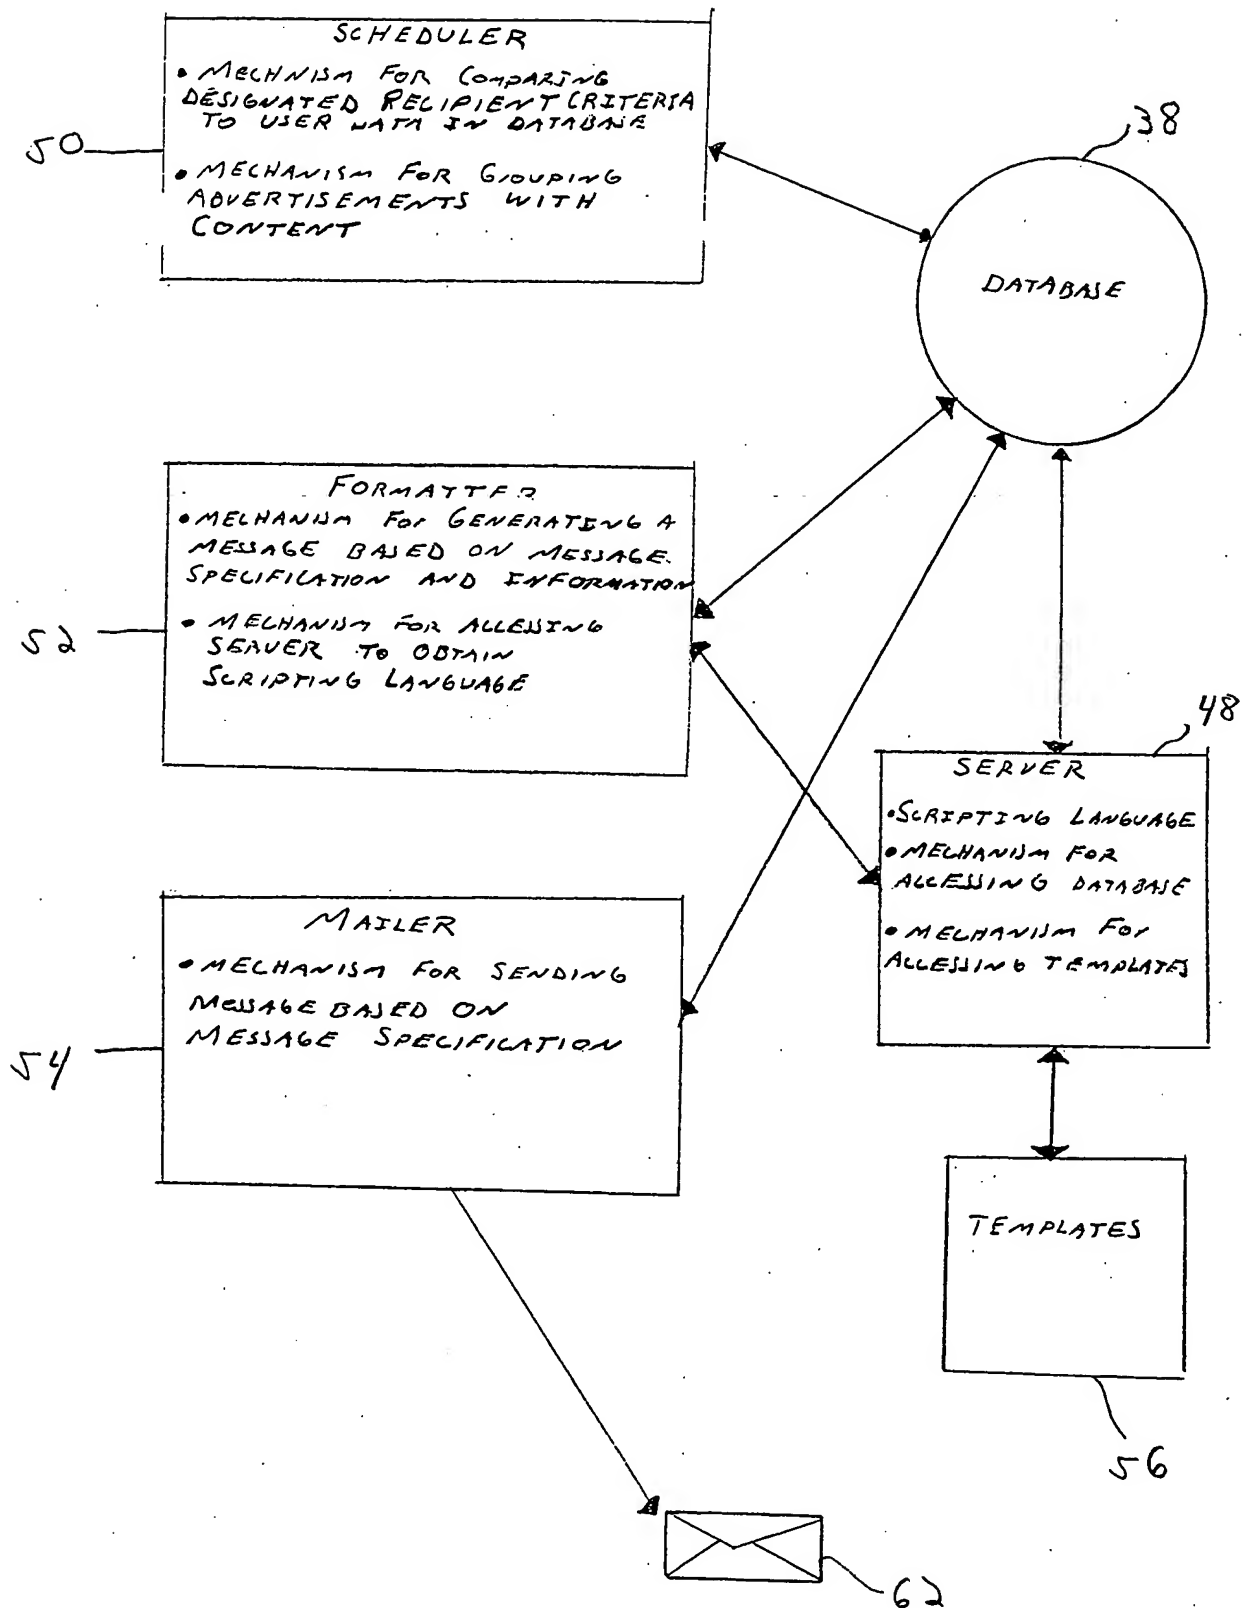 SCHEDULER
• MECHNISM FOR COMPARING
DESIGNATED RECIPIENT CRITERIA
TO USER DATA IN DATABASE
• MECHANISM FOR GROUPING
ADVERTISEMENTS WITH
CONTENT
50
38
DATABASE
FORMATTER
• MECHANISM FOR GENERATING A
MESSAGE BASED ON MESSAGE
SPECIFICATION AND INFORMATION
• MECHANISM FOR ACCESSING
SERVER TO OBTAIN
SCRIPTING LANGUAGE
52
48
SERVER
• SCRIPTING LANGUAGE
• MECHANISM FOR
ACCESSING DATABASE
• MECHANISM FOR
ACCESSING TEMPLATES
MAILER
• MECHANISM FOR SENDING
MESSAGE BASED ON
MESSAGE SPECIFICATION
54
TEMPLATES
56
62